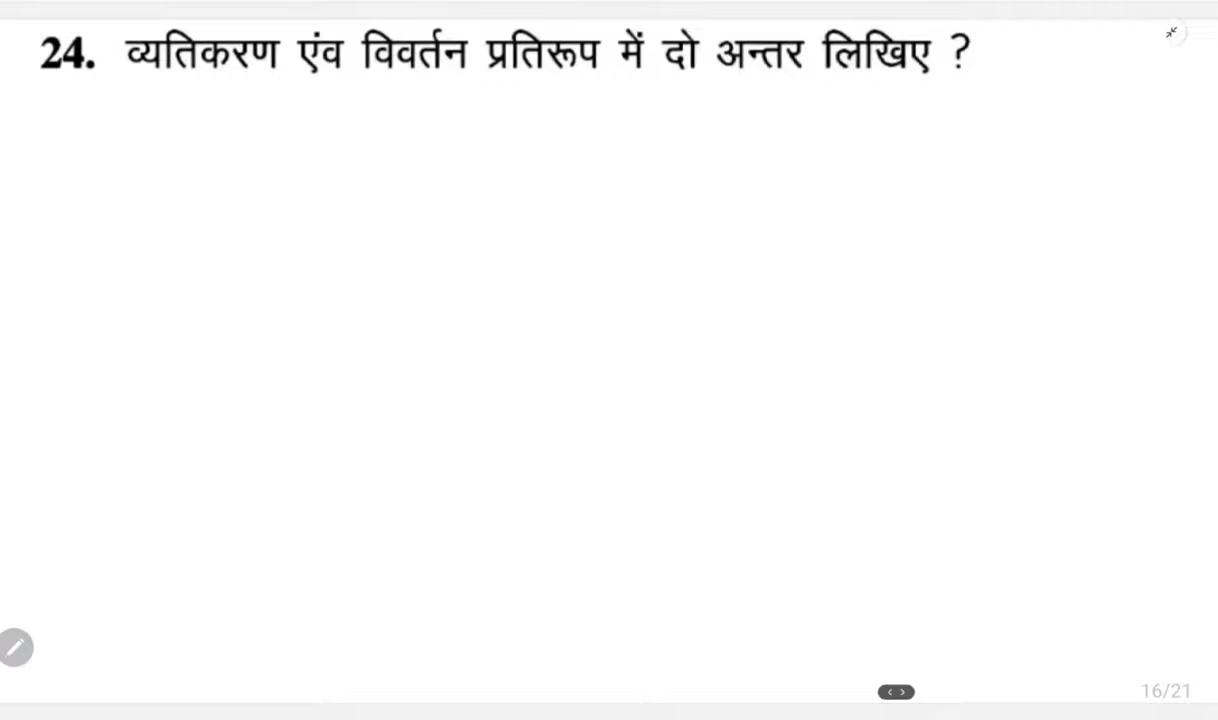 24. व्यतिकरण एंव विवर्तन प्रतिरूप में दो अन्तर लिखिए ?
16/21